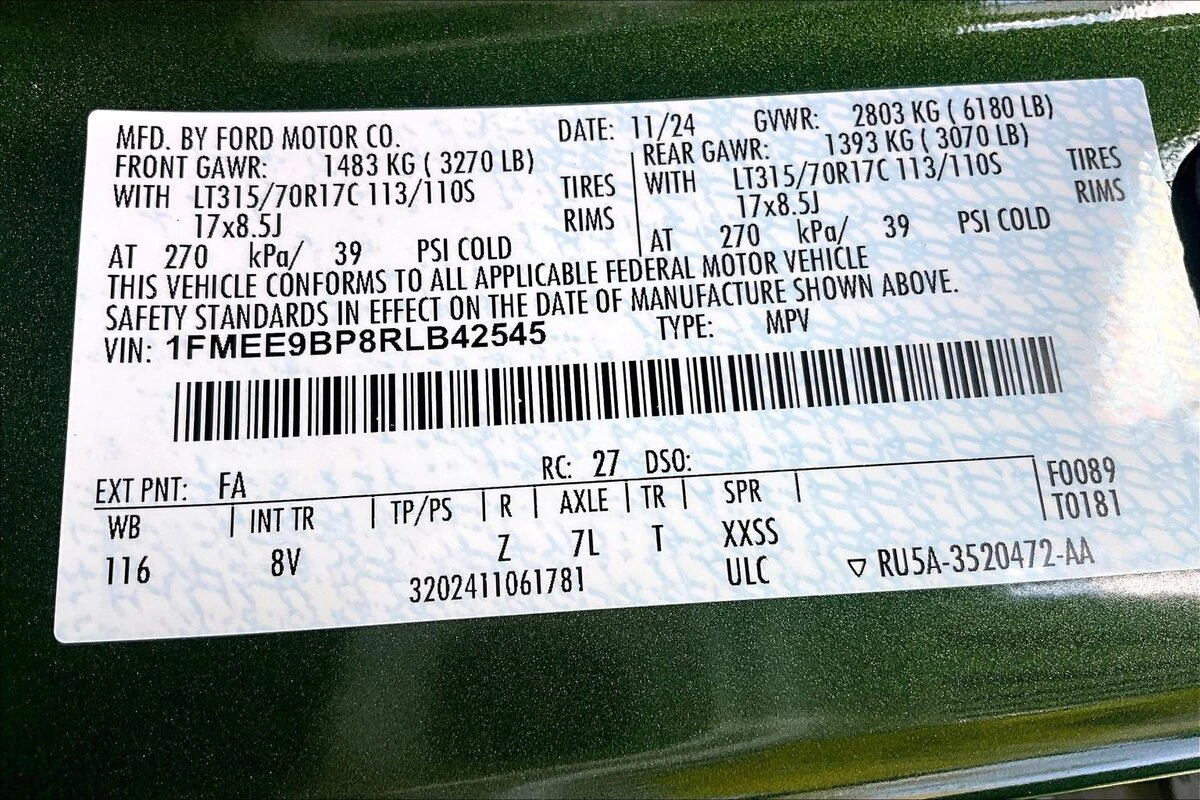 MFD. BY FORD MOTOR CO. DATE: 11/24 GVWR: 2803 KG ( 6180 LB)
FRONT GAWR: 1483 KG ( 3270 LB) REAR GAWR: 1393 KG ( 3070 LB)
WITH LT315/70R17C 113/110S TIRES WITH LT315/70R17C 113/110S TIRES
17x8.5J RIMS 17x8.5J RIMS
AT 270 kPa/ 39 PSI COLD AT 270 kPa/ 39 PSI COLD
THIS VEHICLE CONFORMS TO ALL APPLICABLE FEDERAL MOTOR VEHICLE
SAFETY STANDARDS IN EFFECT ON THE DATE OF MANUFACTURE SHOWN ABOVE.
VIN: 1FMEE9BP8RLB42545 TYPE: MPV
EXT PNT: FA RC: 27 DSO:
WB INT TR TP/PS R AXLE TR SPR F0089
116 8V Z 7L T XXSS T0181
3202411061781 ULC ▽ RU5A-3520472-AA